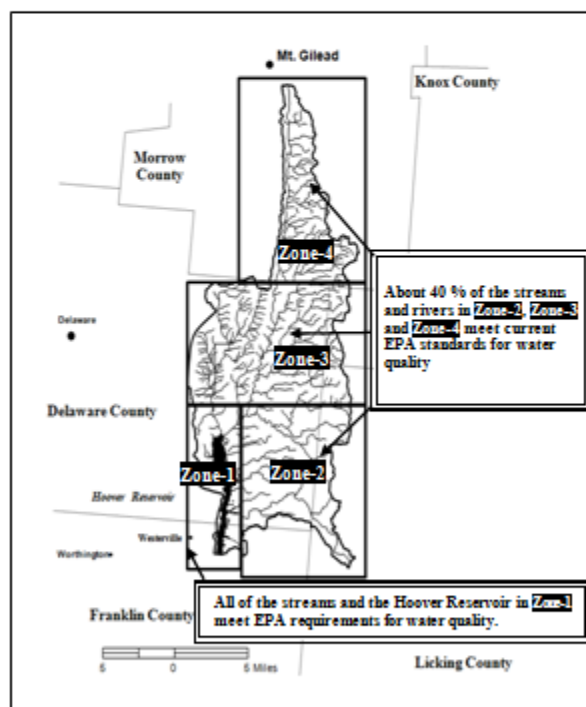 Mt. Gilead
Knox County
Morrow
County
Zone-4
About 40 % of the streams
and rivers in Zone-2, Zone-3
and Zone-4 meet current
EPA standards for water
quality
Delaware
Zone-3
Delaware County
Zone-1
Zone-2
Hoover Reservoir
Westerville
Worthington
All of the streams and the Hoover Reservoir in Zone-1
meet EPA requirements for water quality.
Franklin County
5 0 5 Miles
Licking County